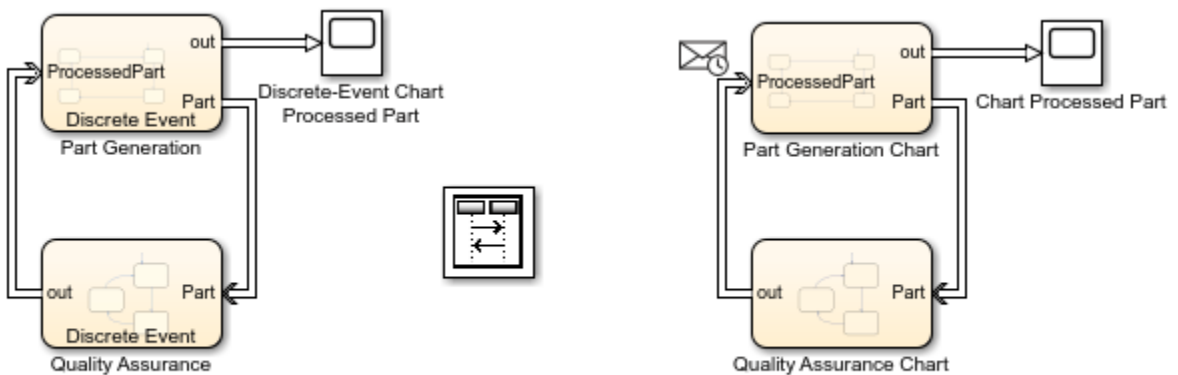 out
ProcessedPart
Part
Discrete Event
Part Generation
Discrete-Event Chart
Processed Part
out
Part
Discrete Event
Quality Assurance
out
ProcessedPart
Part
Part Generation Chart
Chart Processed Part
out
Part
Quality Assurance Chart